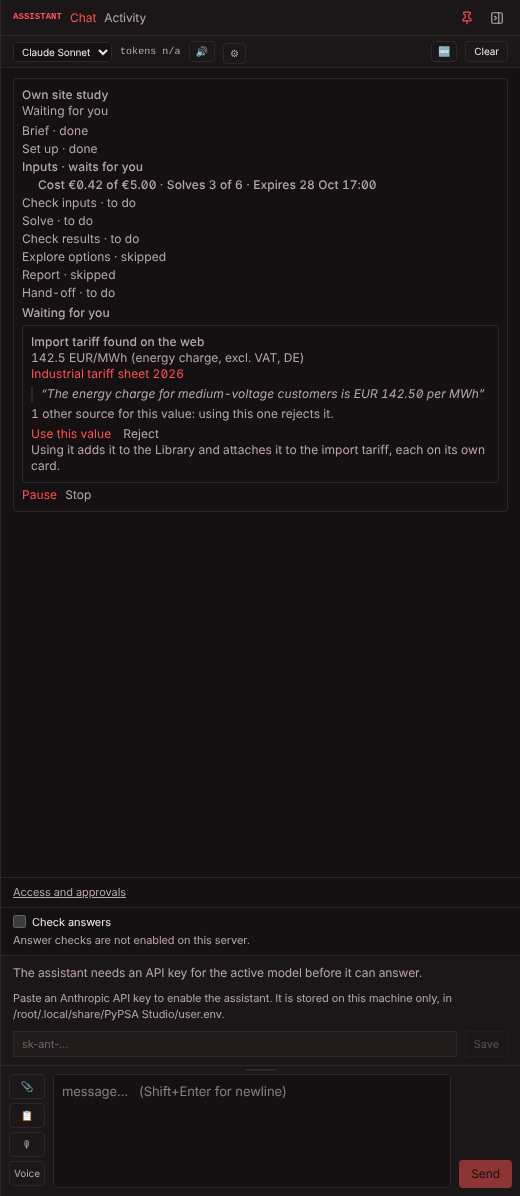 ASSISTANT Chat Activity
Claude Sonnet tokens n/a Clear
Own site study
Waiting for you
Brief · done
Set up · done
Inputs · waits for you
Cost €0.42 of €5.00 · Solves 3 of 6 · Expires 28 Oct 17:00
Check inputs · to do
Solve · to do
Check results · to do
Explore options · skipped
Report · skipped
Hand-off · to do
Waiting for you
Import tariff found on the web
142.5 EUR/MWh (energy charge, excl. VAT, DE)
Industrial tariff sheet 2026
“The energy charge for medium-voltage customers is EUR 142.50 per MWh”
1 other source for this value: using this one rejects it.
Use this value Reject
Using it adds it to the Library and attaches it to the import tariff, each on its own
card.
Pause Stop
Access and approvals
Check answers
Answer checks are not enabled on this server.
The assistant needs an API key for the active model before it can answer.
Paste an Anthropic API key to enable the assistant. It is stored on this machine only, in
/root/.local/share/PyPSA Studio/user.env.
sk-ant-... Save
message... (Shift+Enter for newline)
Voice Send